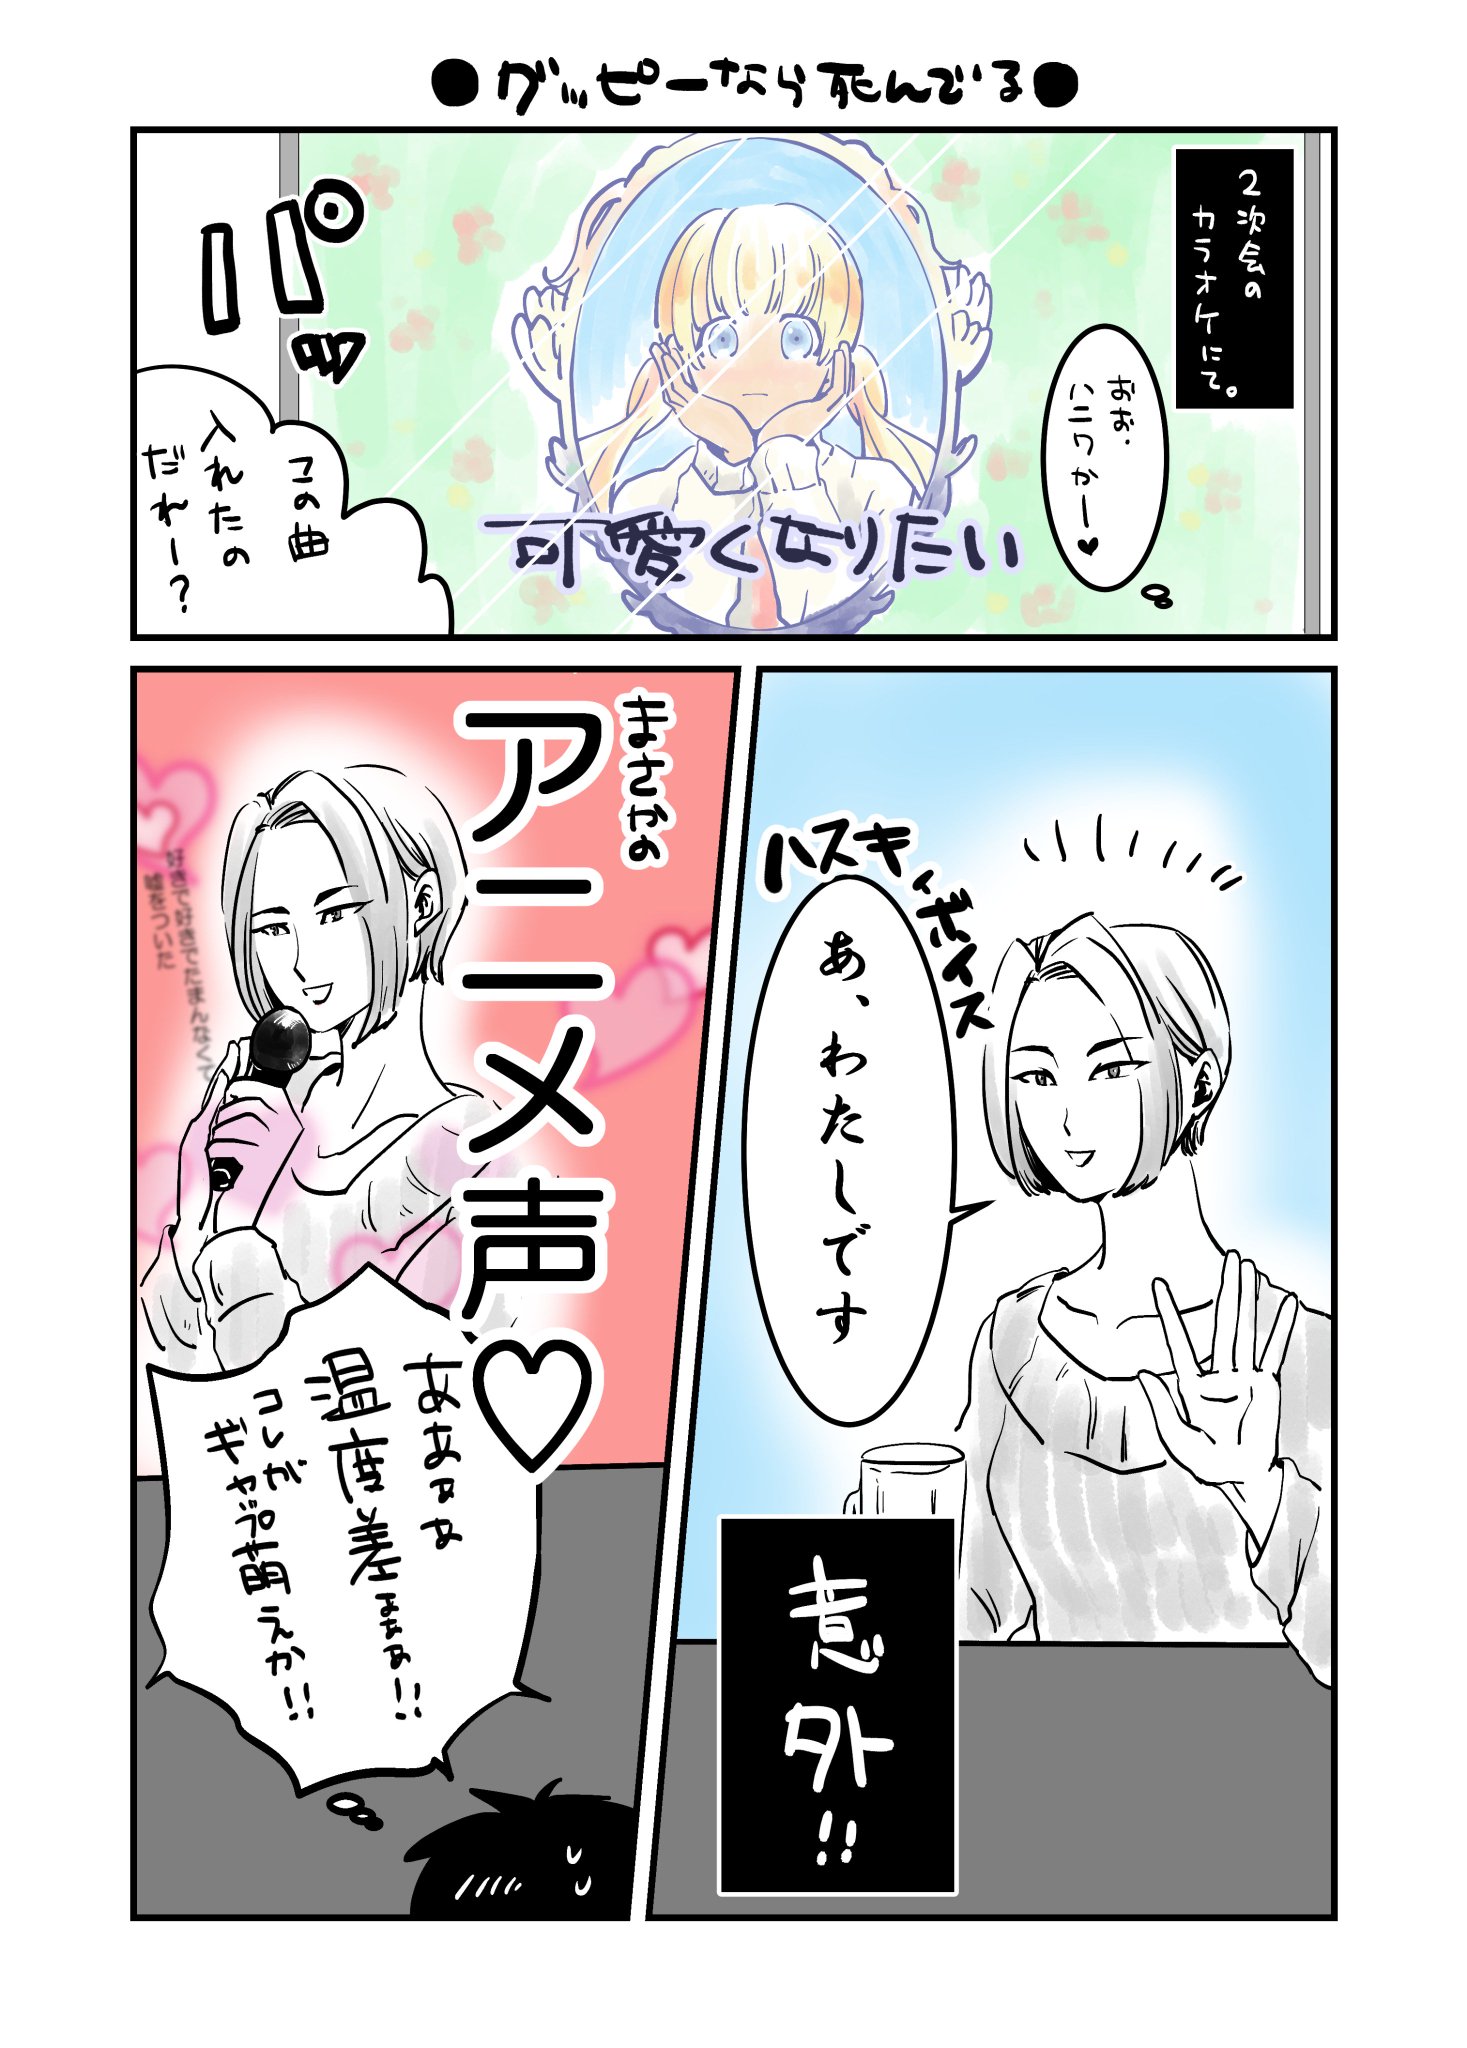 ●グッピーなら死んでる●
2次会の
カラオケにて。
おお、
ハニワかー♥
可愛くなりたい
パッ
この曲
入れたの
だれー?
ハスキィボイス
あ、わたしです
意外!!
まさかの
アニメ声♡
好きで好きでたまんなくて
嘘をついた
あぁぁぁ
温度差まぁぁ!!
コレが
ギャップ萌えか!!